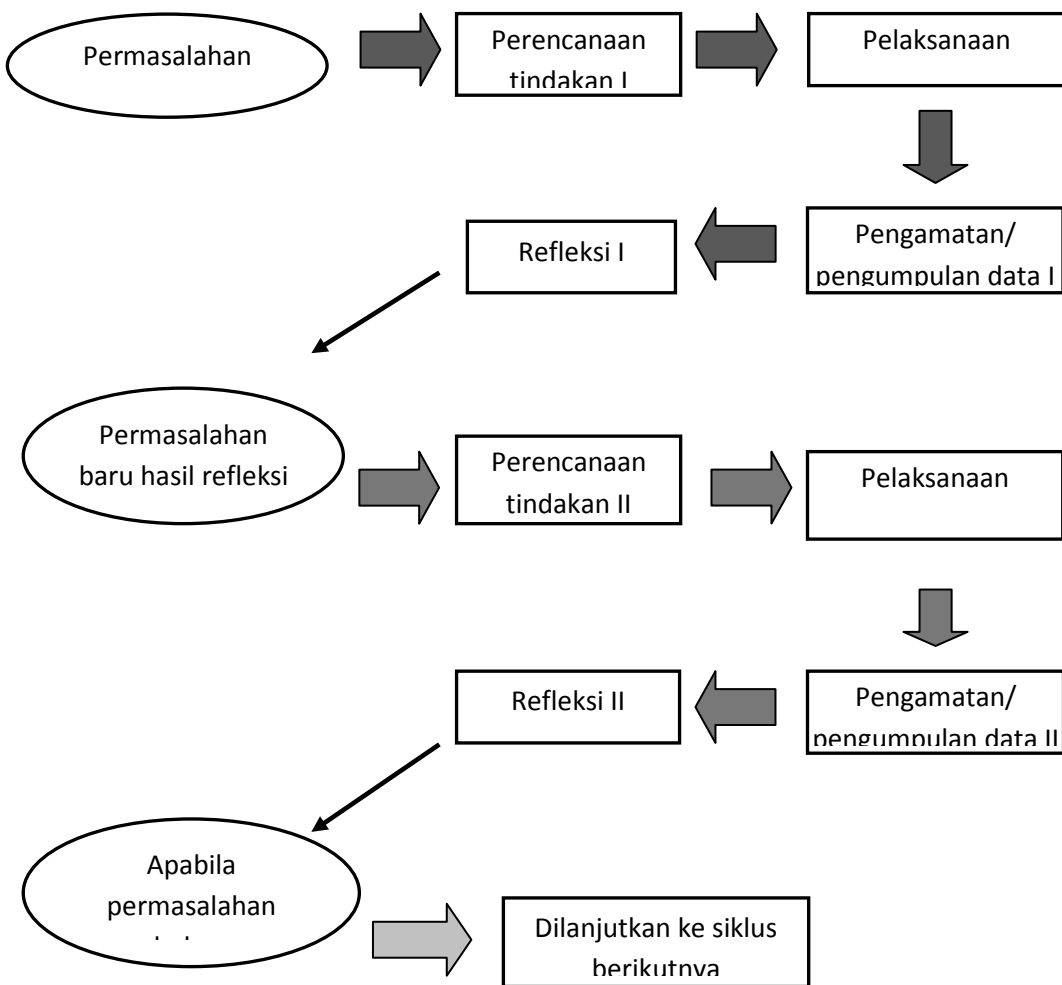 Permasalahan
Perencanaan
tindakan I
Pelaksanaan
Pengamatan/
pengumpulan data I
Refleksi I
Permasalahan
baru hasil refleksi
Perencanaan
tindakan II
Pelaksanaan
Pengamatan/
pengumpulan data II
Refleksi II
Apabila
permasalahan
Dilanjutkan ke siklus
berikutnya